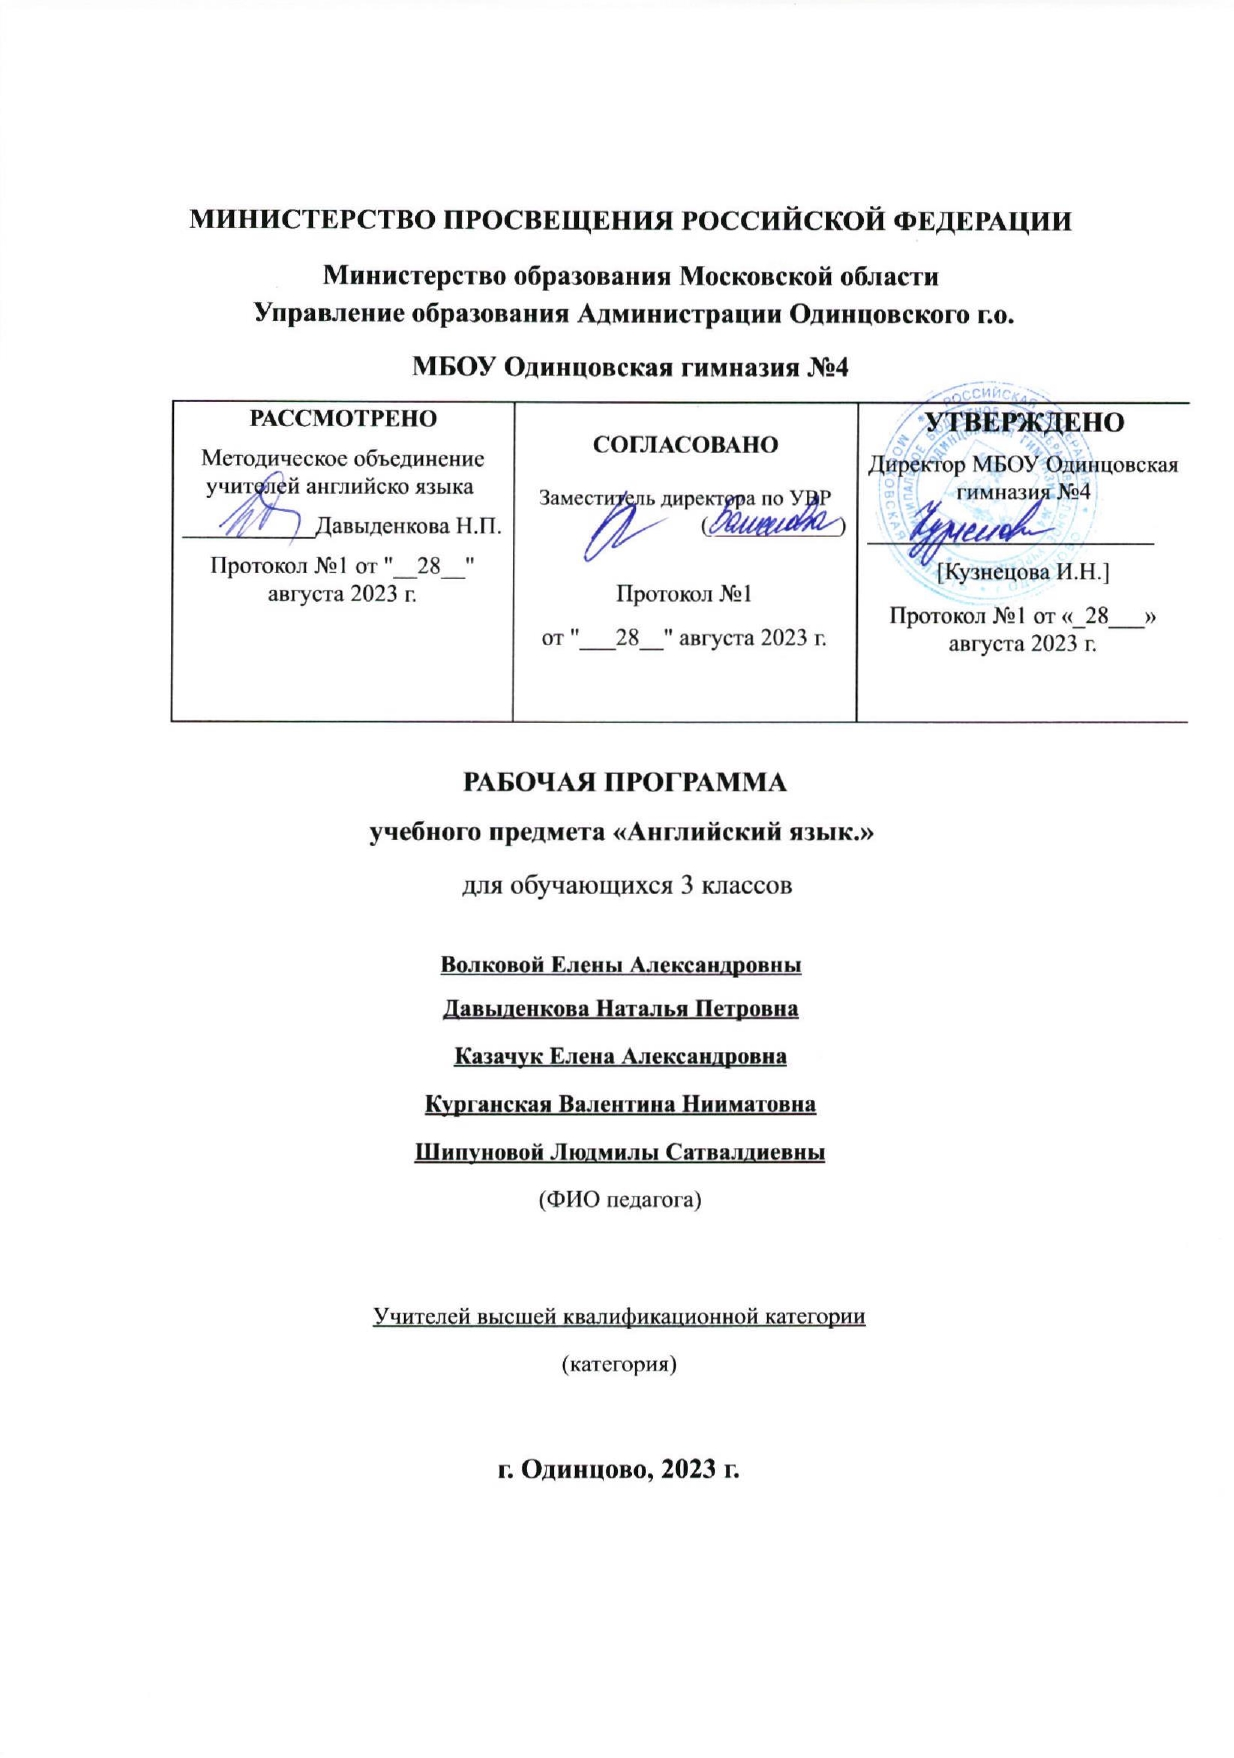 МИНИСТЕРСТВО ПРОСВЕЩЕНИЯ РОССИЙСКОЙ ФЕДЕРАЦИИ
Министерство образования Московской области
Управление образования Администрации Одинцовского г.о.
МБОУ Одинцовская гимназия №4
РАССМОТРЕНО
Методическое объединение
учителей английско языка
___________Давыденкова Н.П.
Протокол №1 от "__28__"
августа 2023 г.
СОГЛАСОВАНО
Заместитель директора по УВР
(___________)
Протокол №1
от "___28__" августа 2023 г.
УТВЕРЖДЕНО
Директор МБОУ Одинцовская
гимназия №4
[Кузнецова И.Н.]
Протокол №1 от «_28___»
августа 2023 г.
РОССИЙСКАЯ
РАБОЧАЯ ПРОГРАММА
учебного предмета «Английский язык.»
для обучающихся 3 классов
Волковой Елены Александровны
Давыденкова Наталья Петровна
Казачук Елена Александровна
Курганская Валентина Нииматовна
Шипуновой Людмилы Сатвалдиевны
(ФИО педагога)
Учителей высшей квалификационной категории
(категория)
г. Одинцово, 2023 г.